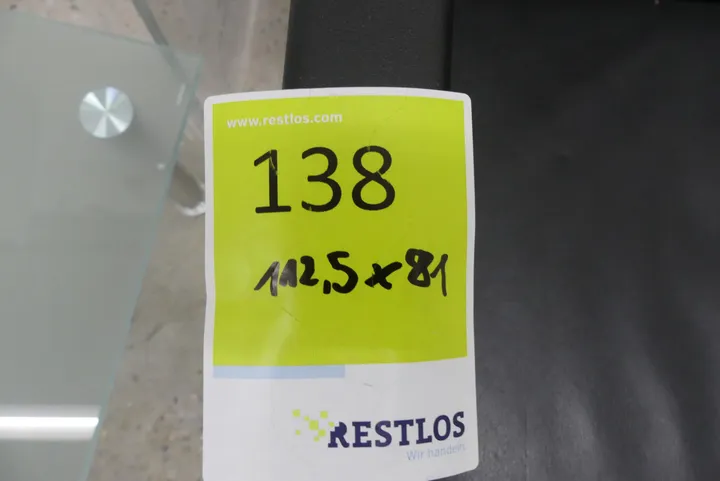 www.restlos.com
138
112,5 x 81
RESTLOS
Wir handeln.